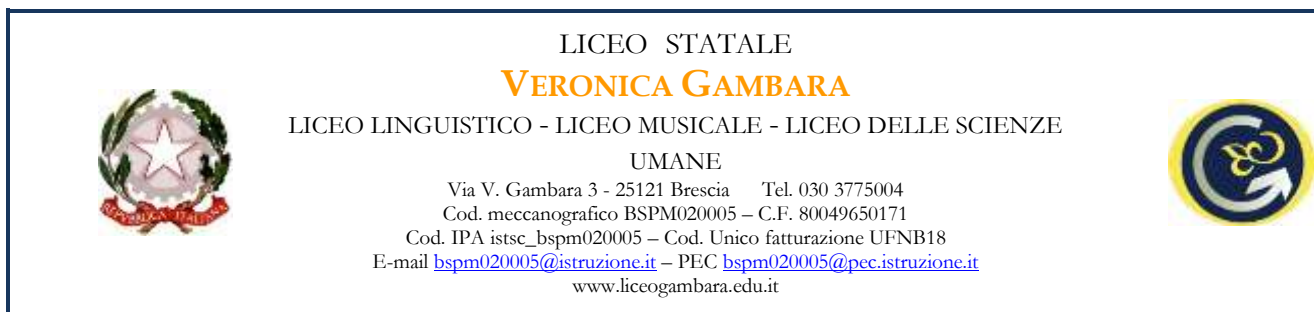 LICEO STATALE
VERONICA GAMBARA
LICEO LINGUISTICO - LICEO MUSICALE - LICEO DELLE SCIENZE
UMANE
Via V. Gambara 3 - 25121 Brescia Tel. 030 3775004
Cod. meccanografico BSPM020005 – C.F. 80049650171
Cod. IPA istsc_bspm020005 – Cod. Unico fatturazione UFNB18
E-mail bspm020005@istruzione.it – PEC bspm020005@pec.istruzione.it
www.liceogambara.edu.it
REPVBBLICA ITALIANA